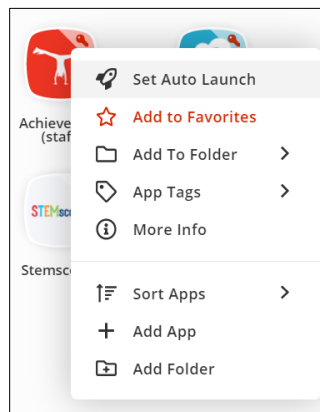 Set Auto Launch
Add to Favorites
Achieve
(staf
Add To Folder
App Tags
STEMsc
More Info
Stemsc
Sort Apps
Add App
Add Folder